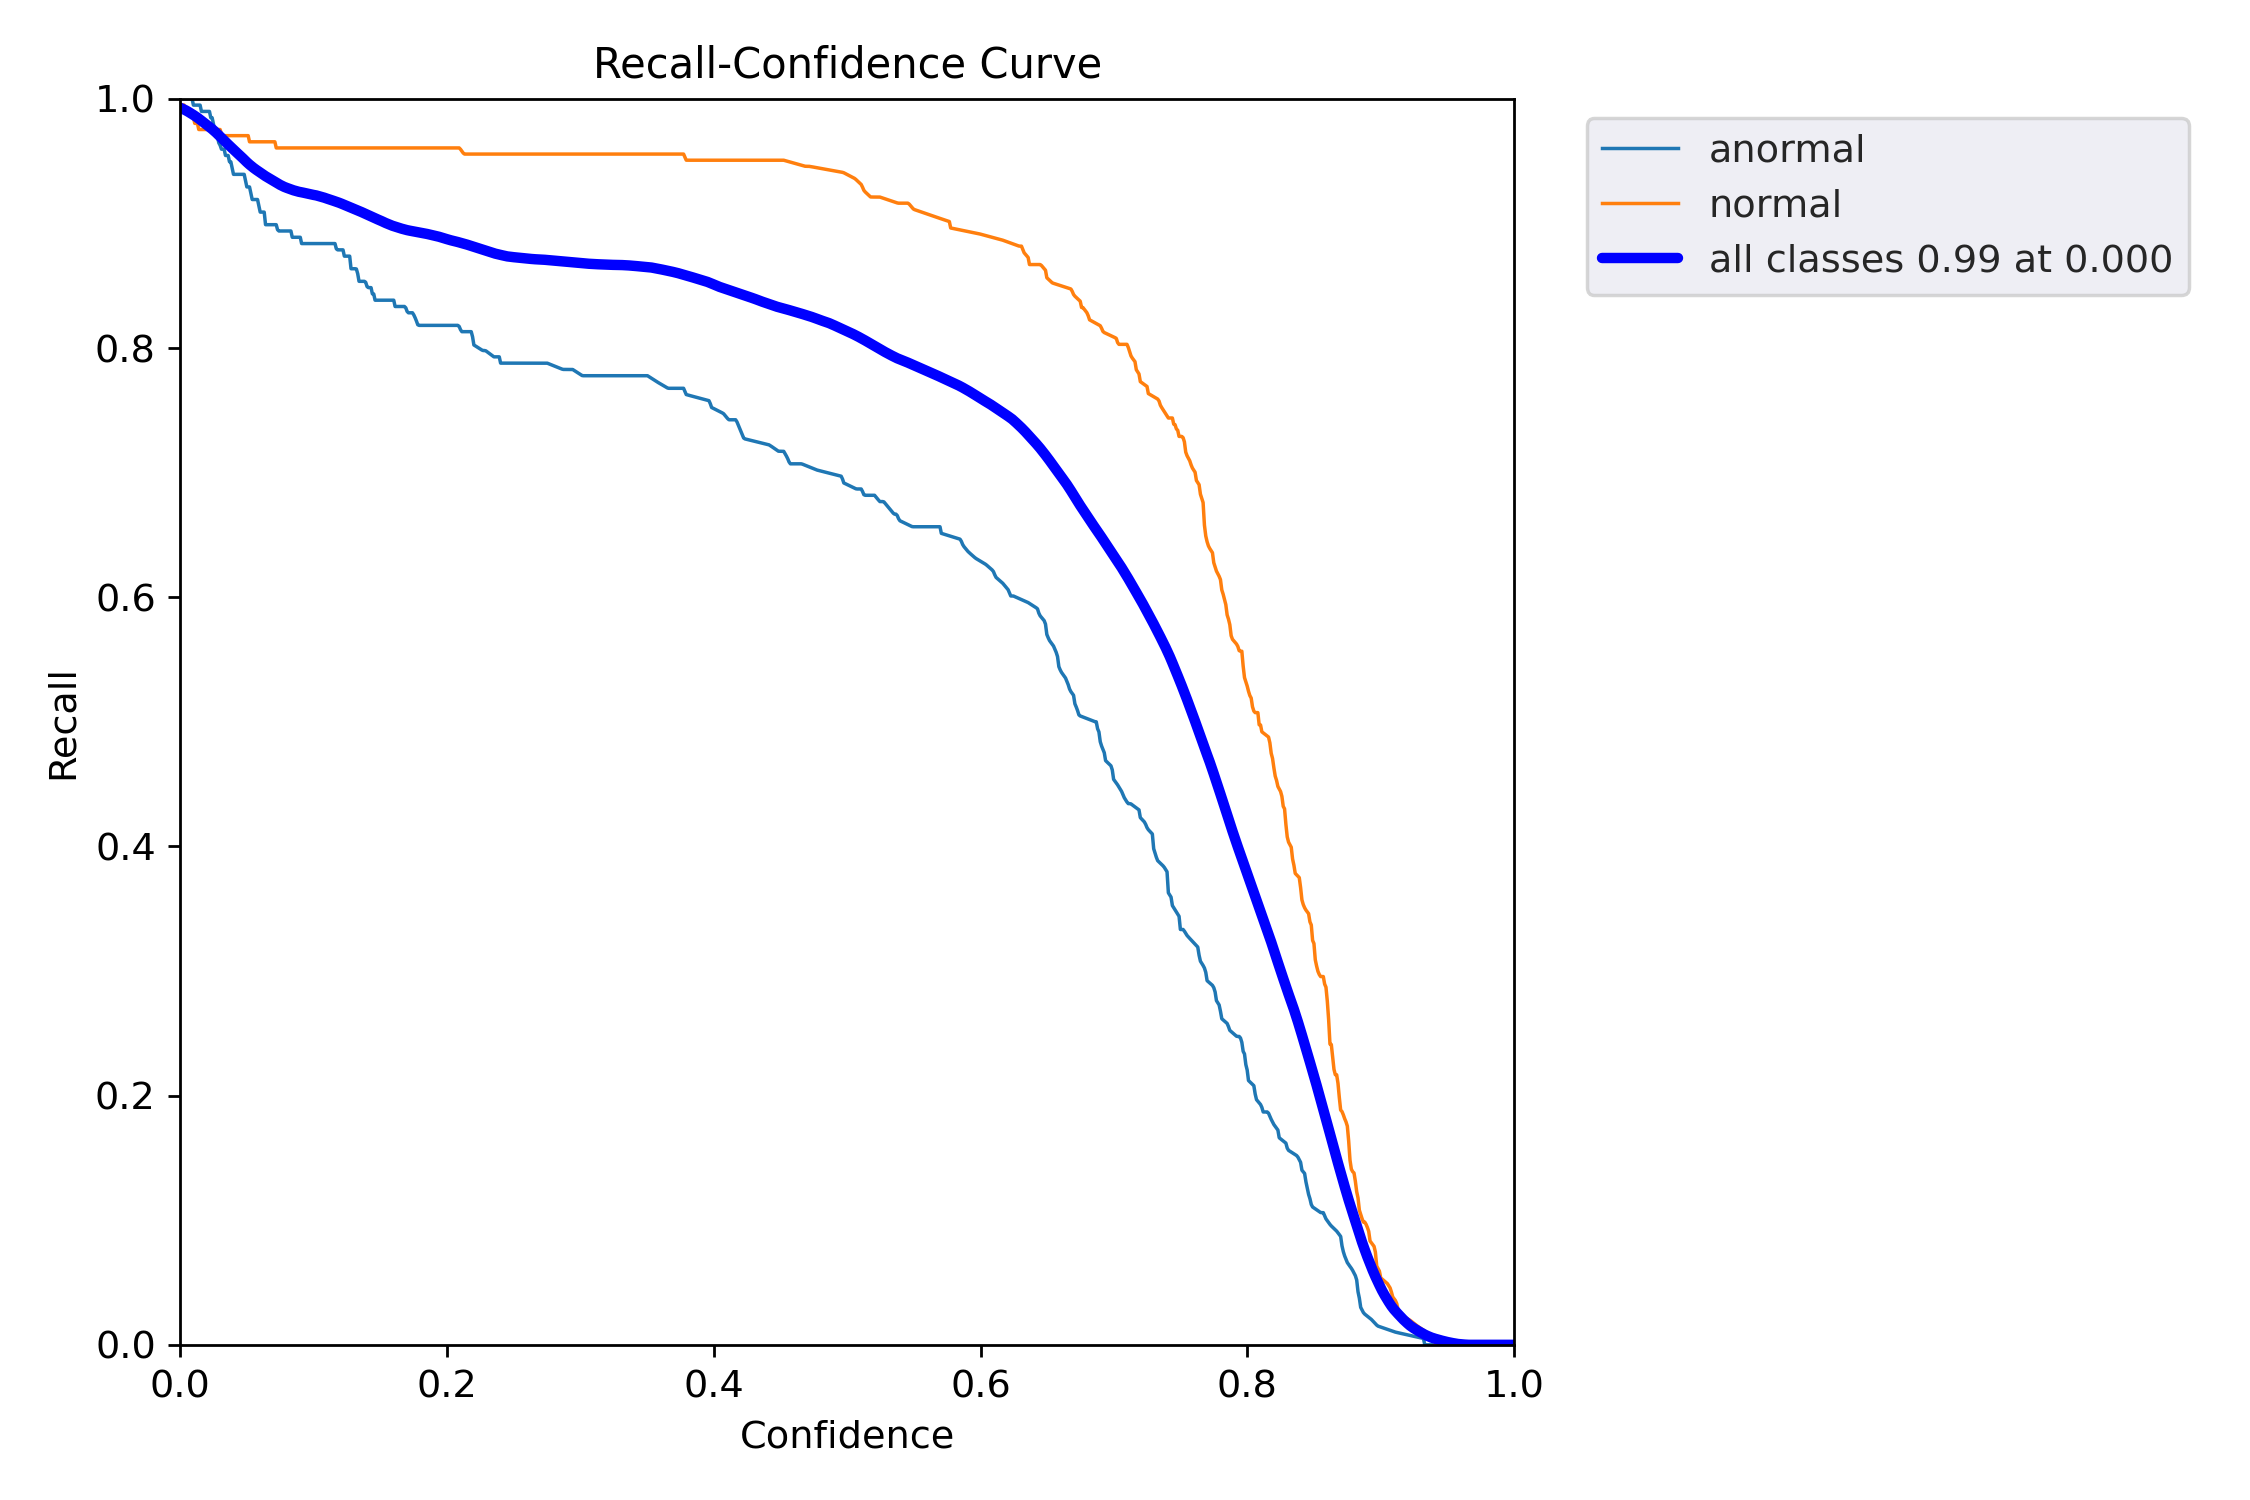 Recall-Confidence Curve
1.0
0.8
0.6
0.4
0.2
0.0
Recall
0.0 0.2 0.4 0.6 0.8 1.0
Confidence
anormal
normal
all classes 0.99 at 0.000